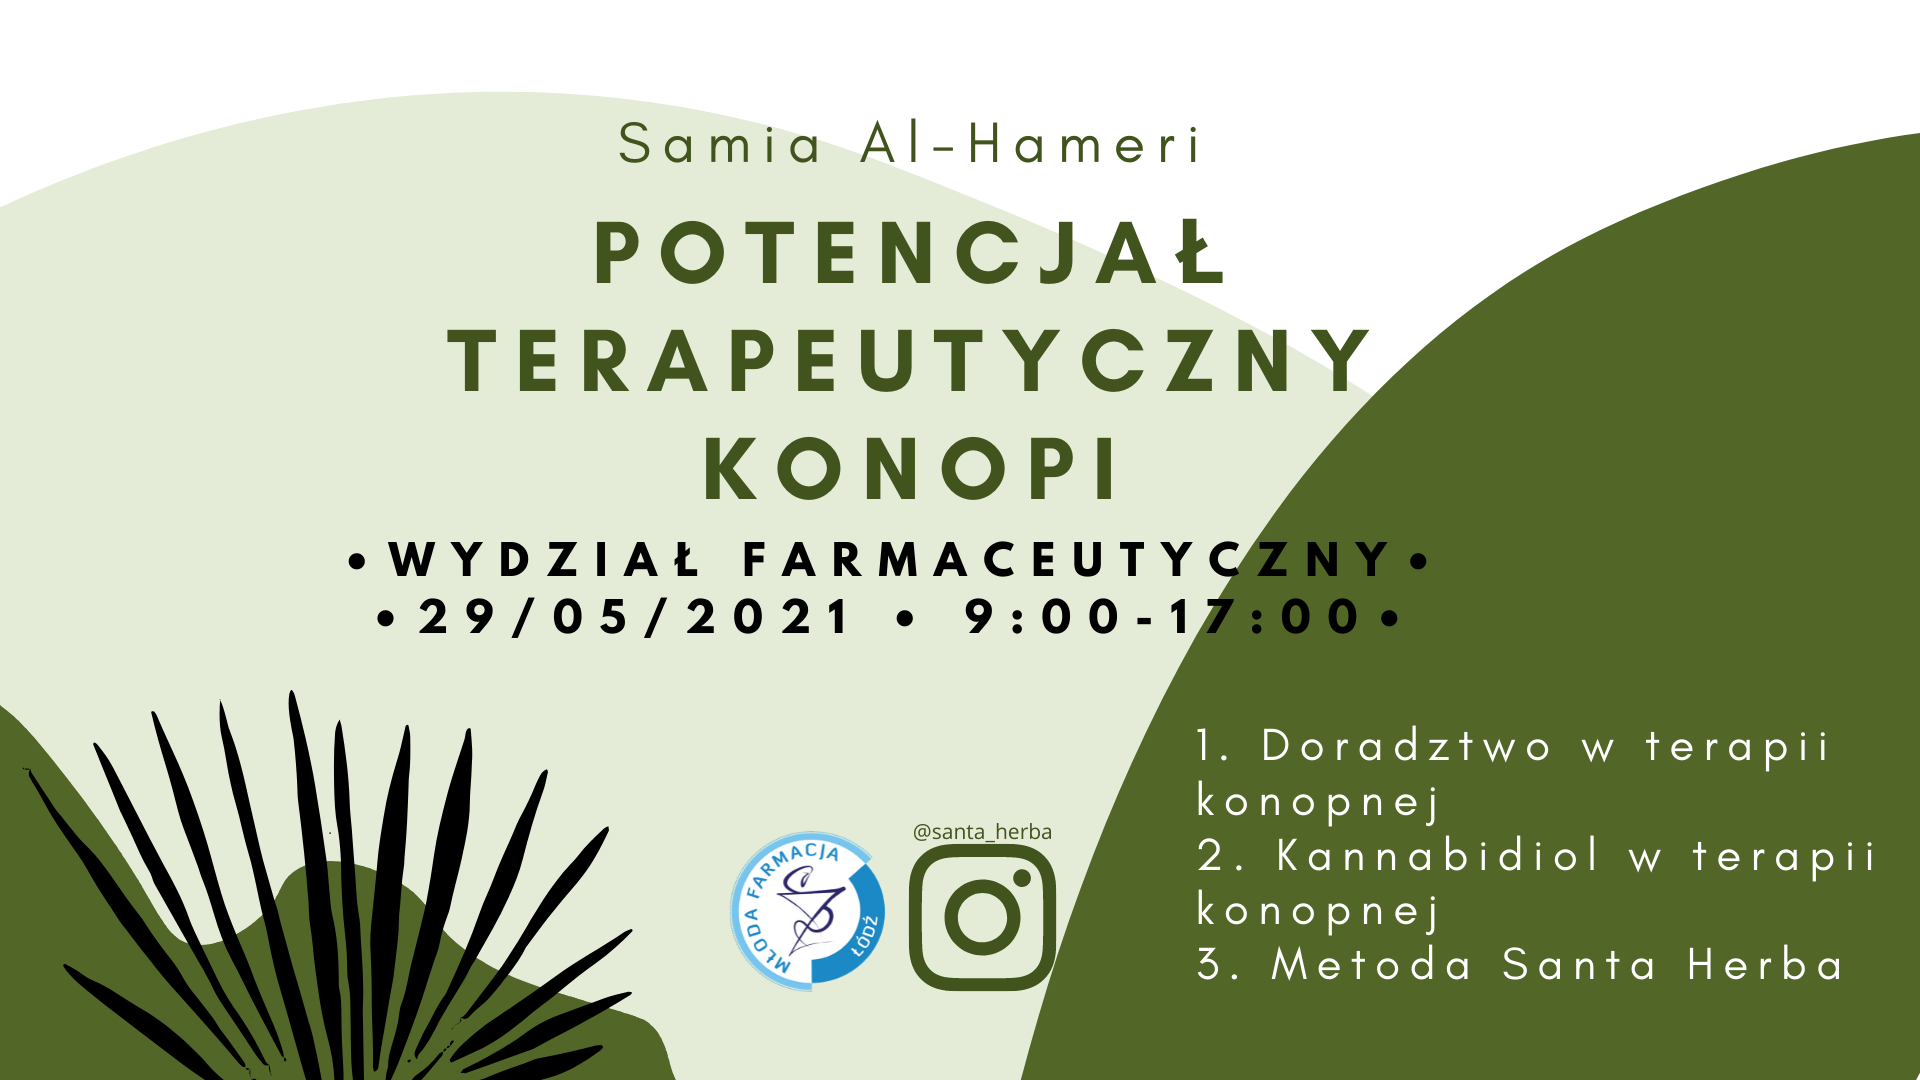 Samia Al-Hameri
POTENCJAŁ
TERAPEUTYCZNY
KONOPI
•WYDZIAŁ FARMACEUTYCZNY•
•29/05/2021 • 9:00-17:00•
1. Doradztwo w terapii
konopnej
2. Kannabidiol w terapii
konopnej
3. Metoda Santa Herba
@santa_herba
MŁODA FARMACJA
ŁÓDŹ